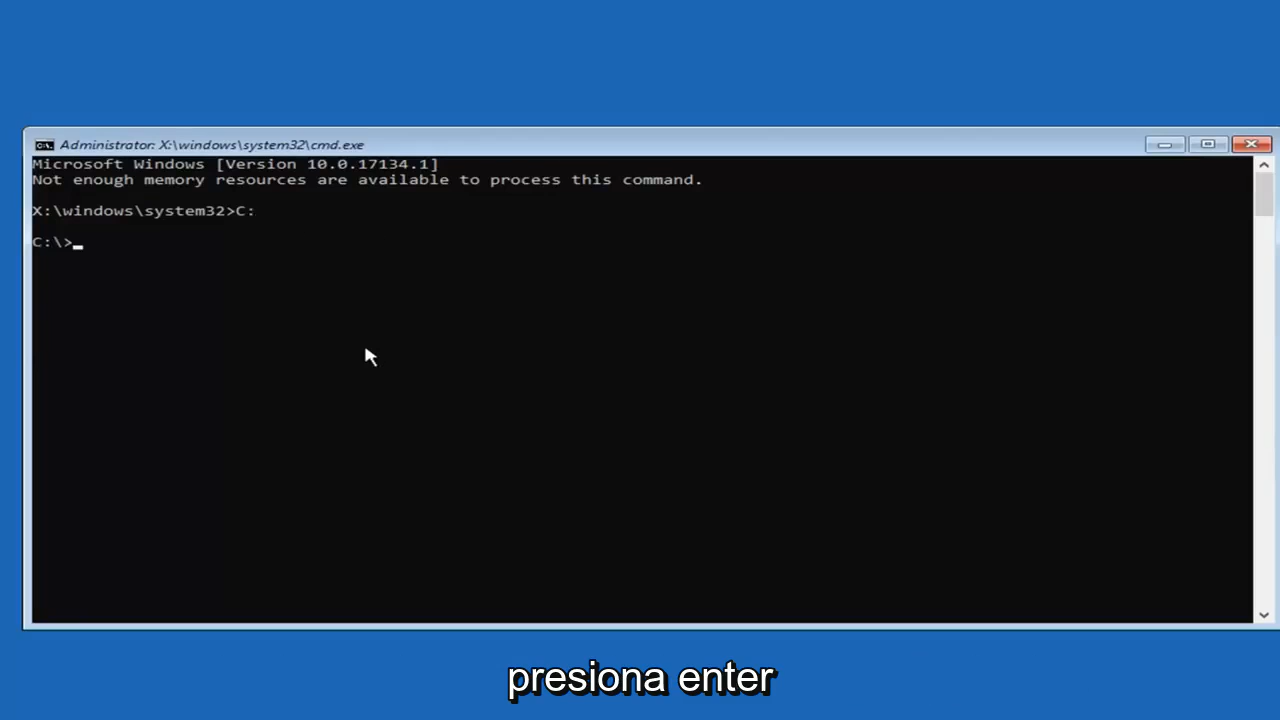 Administrator: X:\windows\system32\cmd.exe
Microsoft Windows [Version 10.0.17134.1]
Not enough memory resources are available to process this command.
X:\windows\system32>C:
C:\>
presiona enter